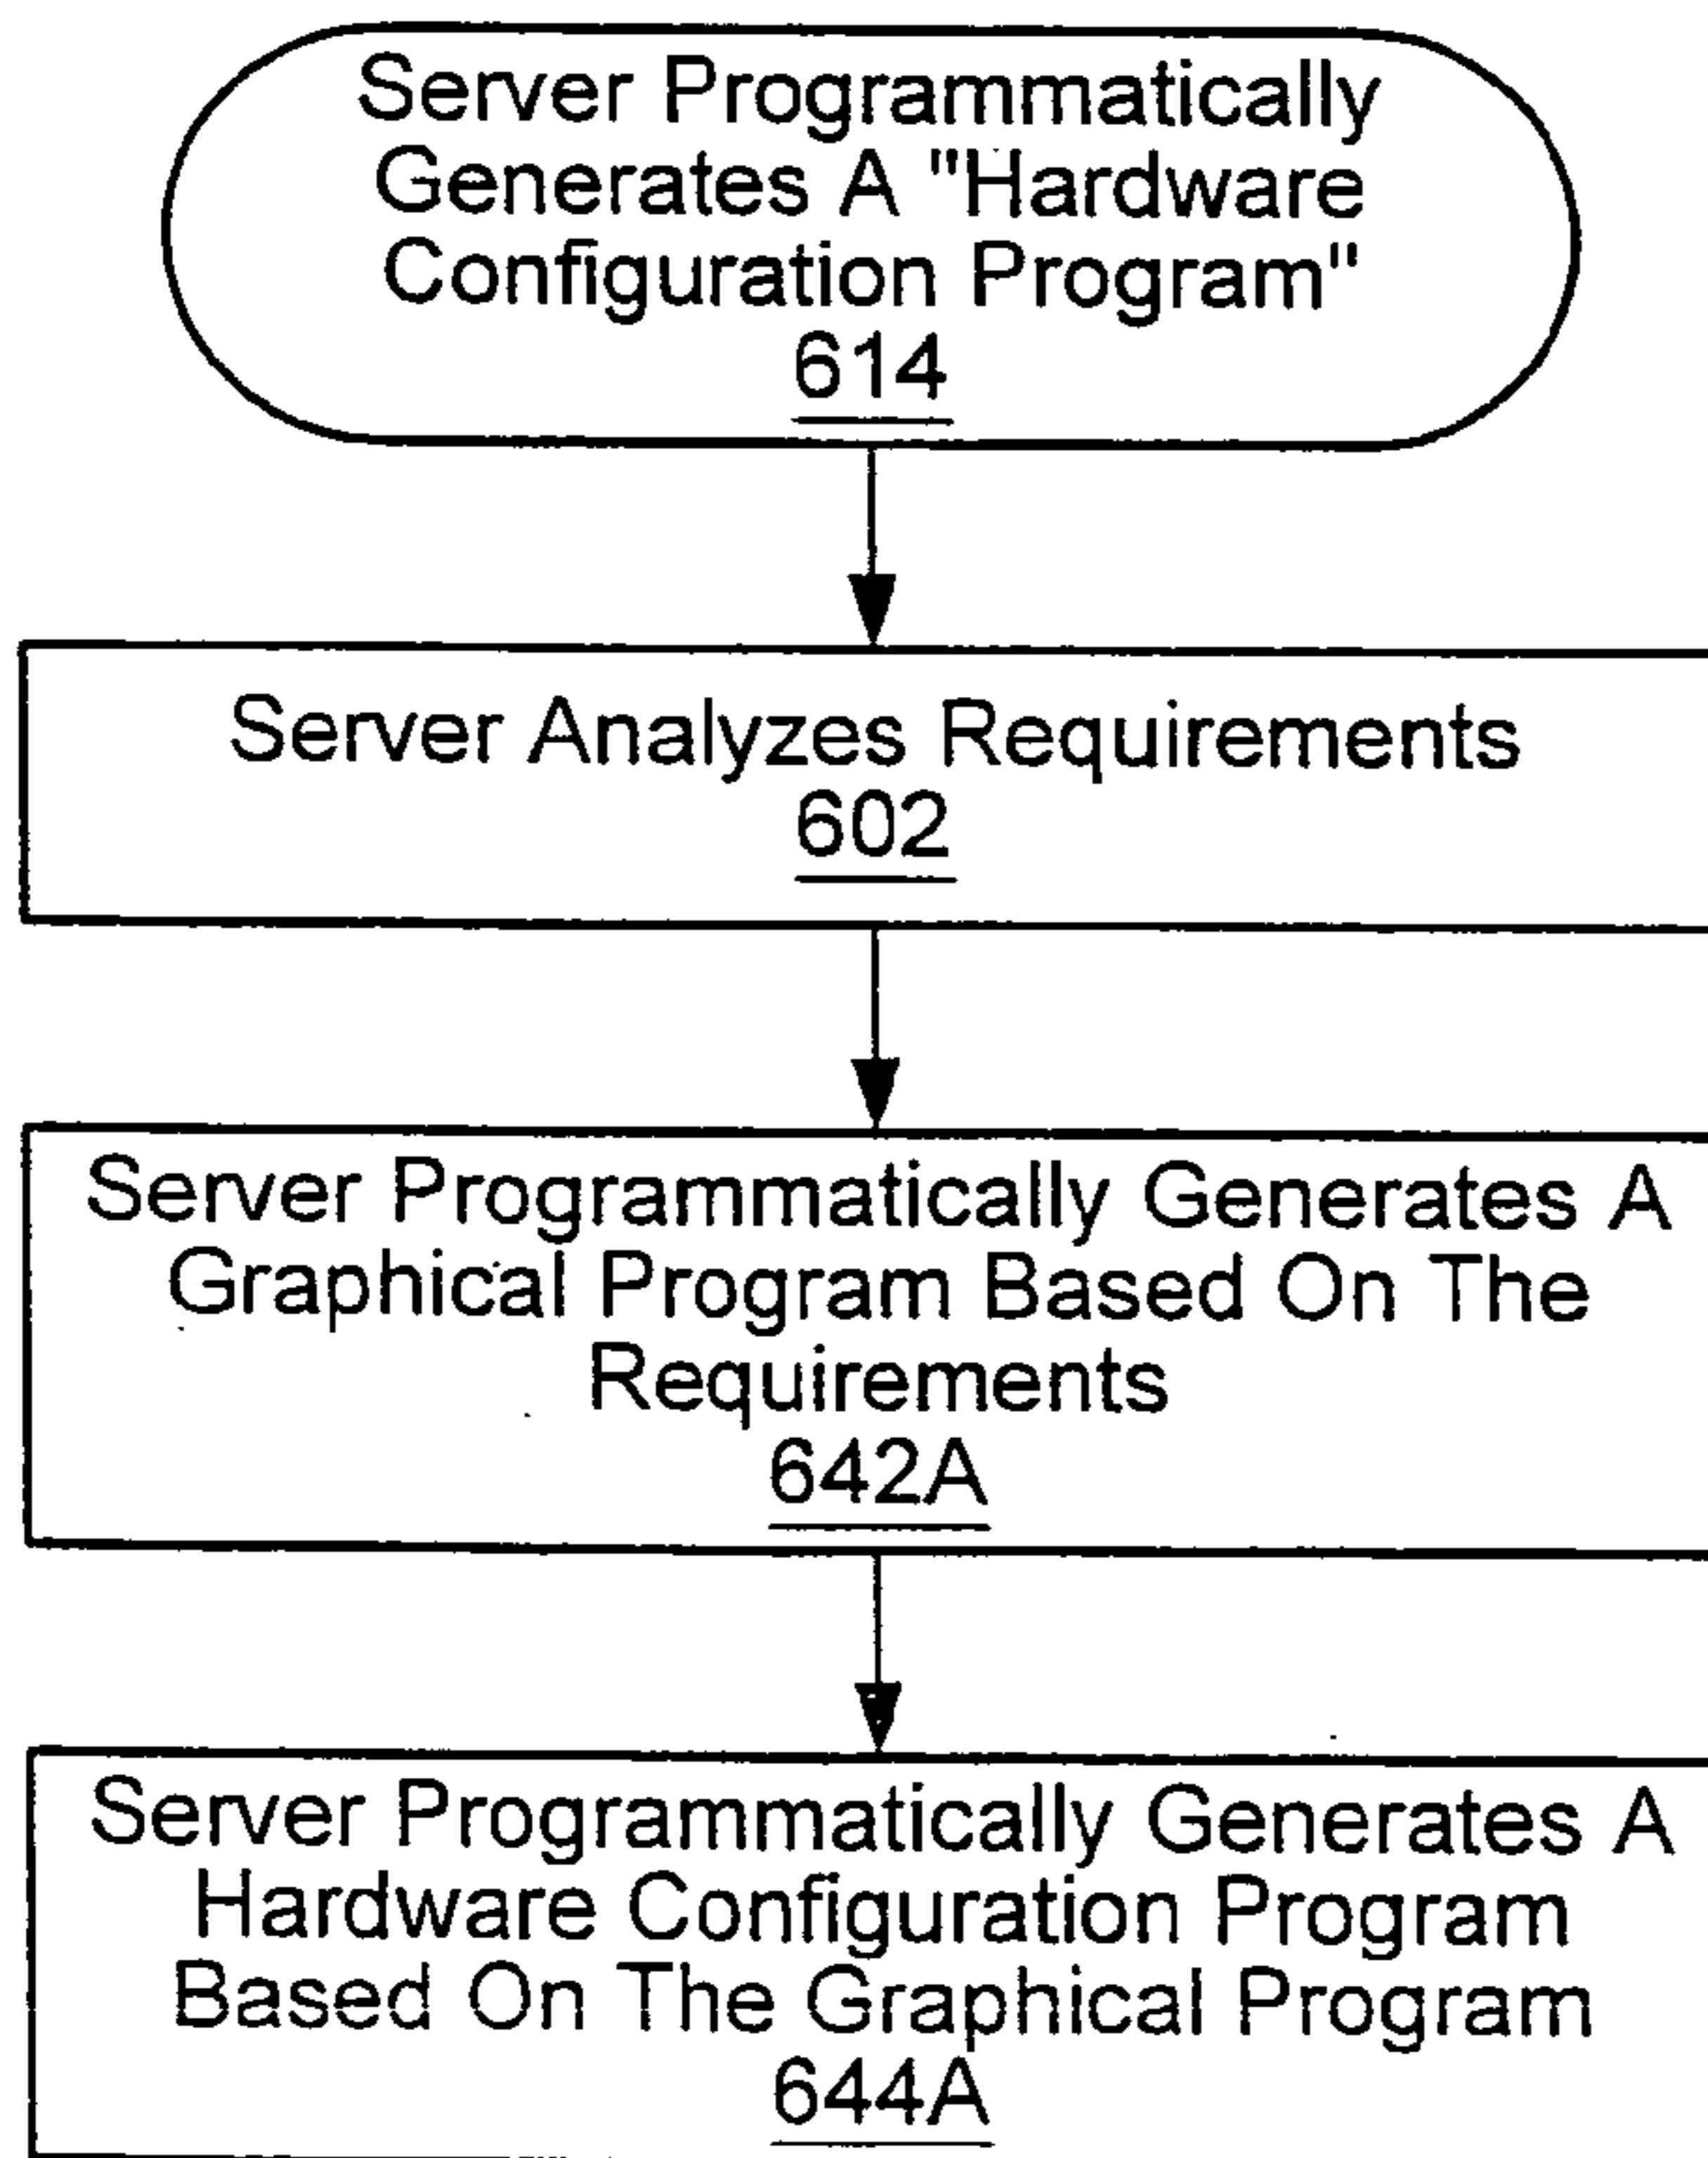 Server Programmatically
Generates A "Hardware
Configuration Program"
614
Server Analyzes Requirements
602
Server Programmatically Generates A
Graphical Program Based On The
Requirements
642A
Server Programmatically Generates A
Hardware Configuration Program
Based On The Graphical Program
644A